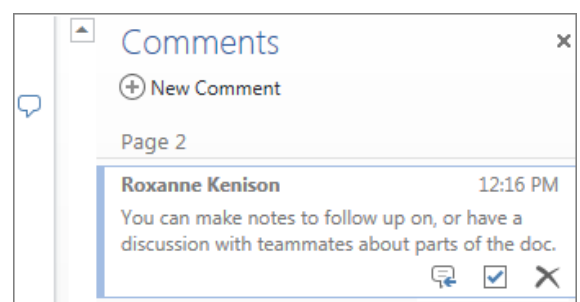 Comments
New Comment
Page 2
Roxanne Kenison 12:16 PM
You can make notes to follow up on, or have a
discussion with teammates about parts of the doc.